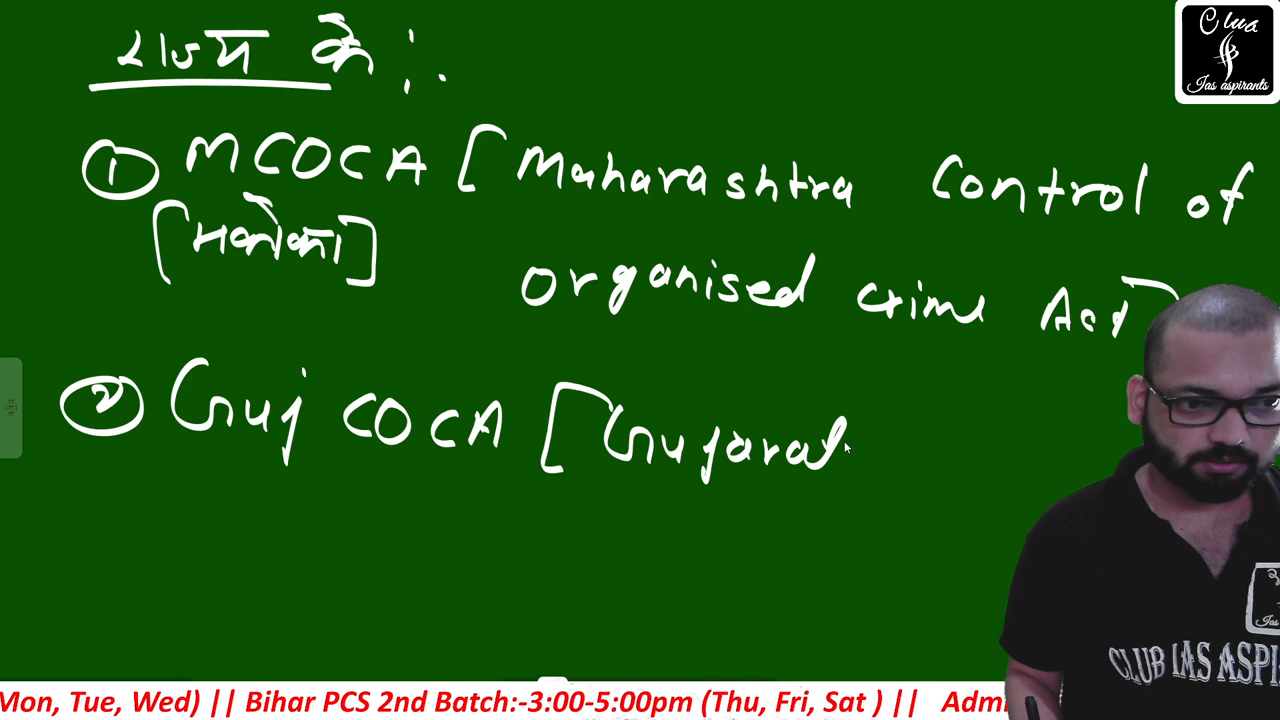 राज्य के :-
① MCOCA [Maharashtra Control of
[मकोका] organised crime Act]
② Guj COCA [Gujarat
Club
Ias aspirants
CLUB IAS ASPI
Mon, Tue, Wed) || Bihar PCS 2nd Batch:-3:00-5:00pm (Thu, Fri, Sat ) || Admi